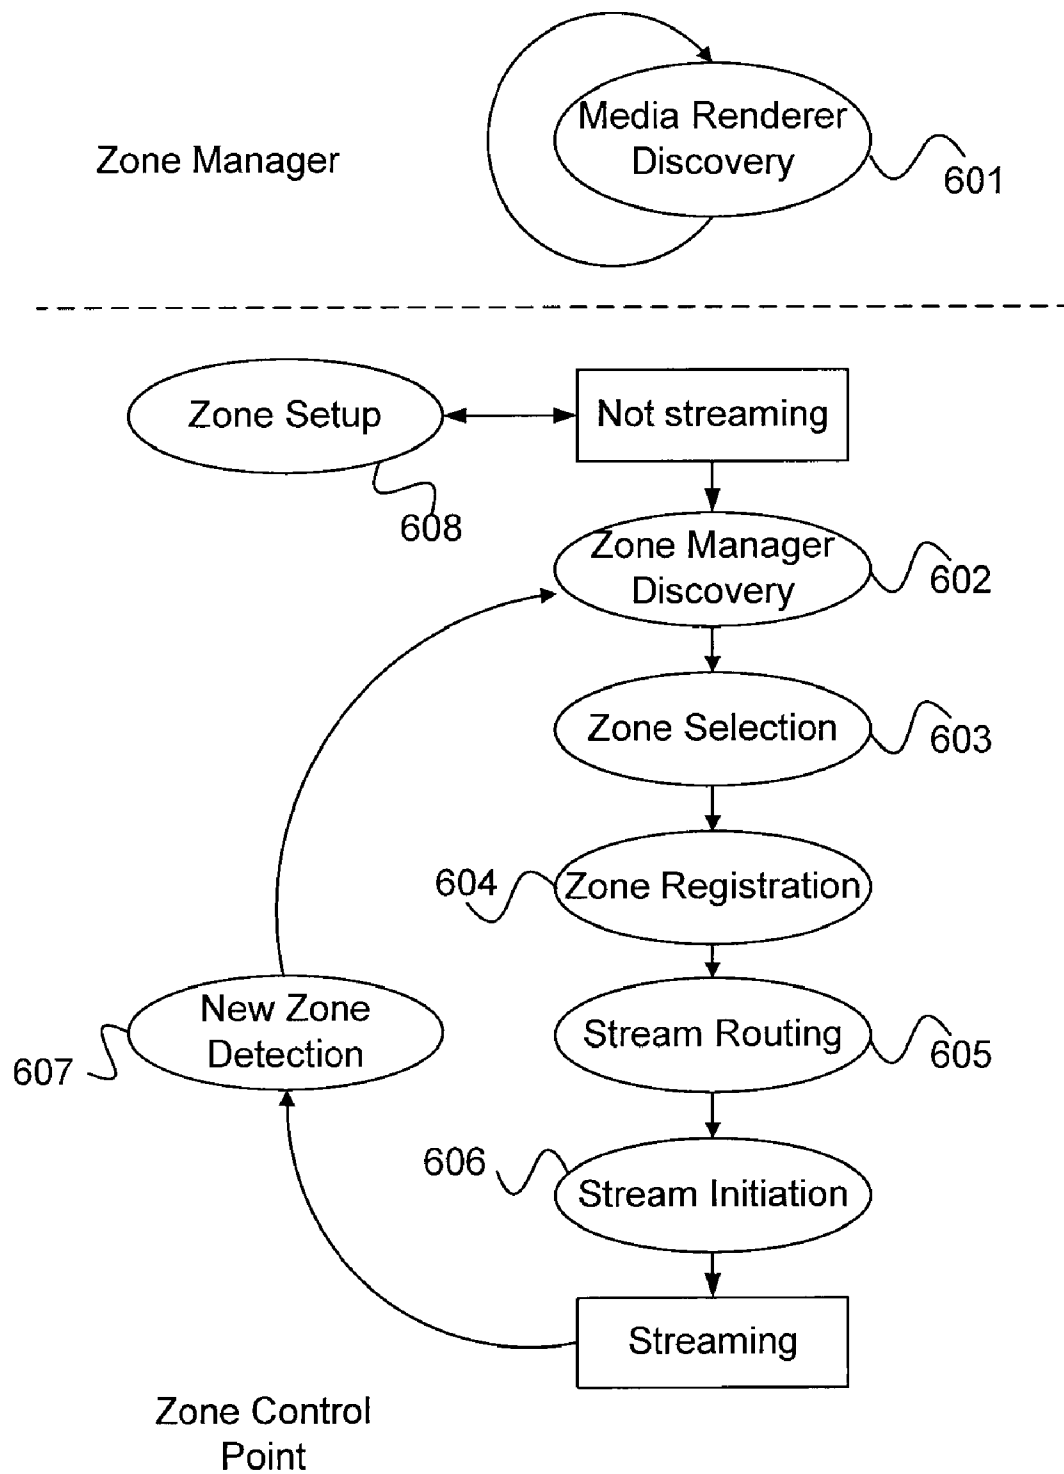 Media Renderer
Discovery
Zone Manager
601
Zone Setup
Not streaming
608
Zone Manager
Discovery
602
Zone Selection
603
604
Zone Registration
New Zone
Detection
607
Stream Routing
605
606
Stream Initiation
Streaming
Zone Control
Point